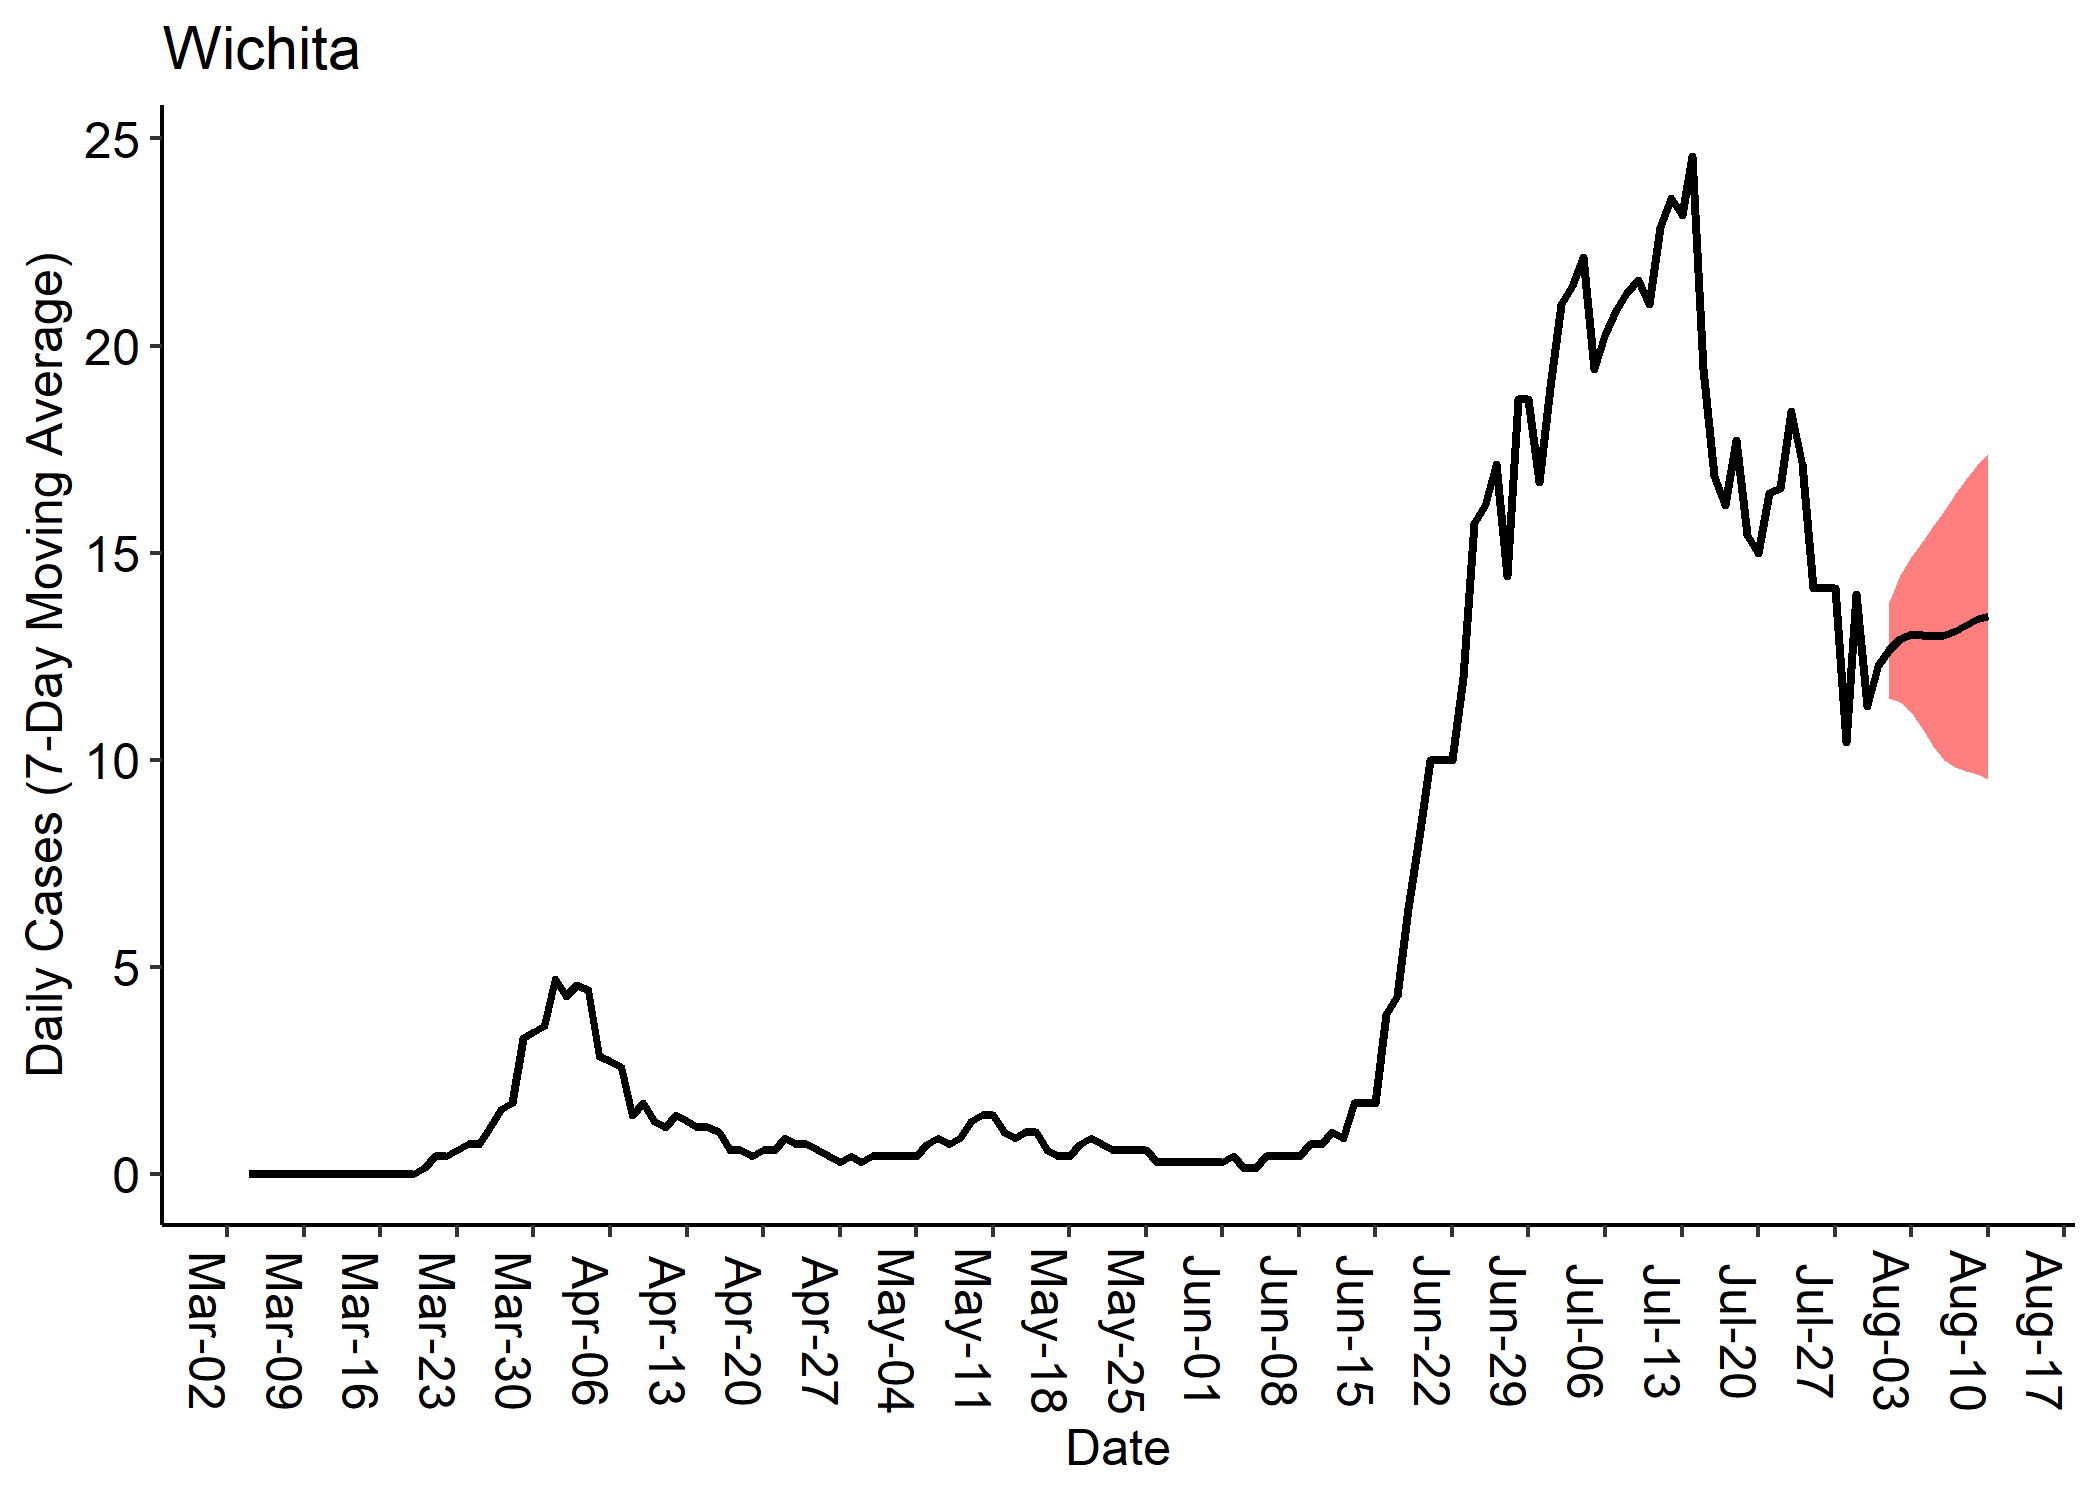 Wichita
Daily Cases (7-Day Moving Average)
25
20
15
10
5
0
Mar-02
Mar-09
Mar-16
Mar-23
Mar-30
Apr-06
Apr-13
Apr-20
Apr-27
May-04
May-11
May-18
May-25
Jun-01
Jun-08
Jun-15
Jun-22
Jun-29
Jul-06
Jul-13
Jul-20
Jul-27
Aug-03
Aug-10
Aug-17
Date